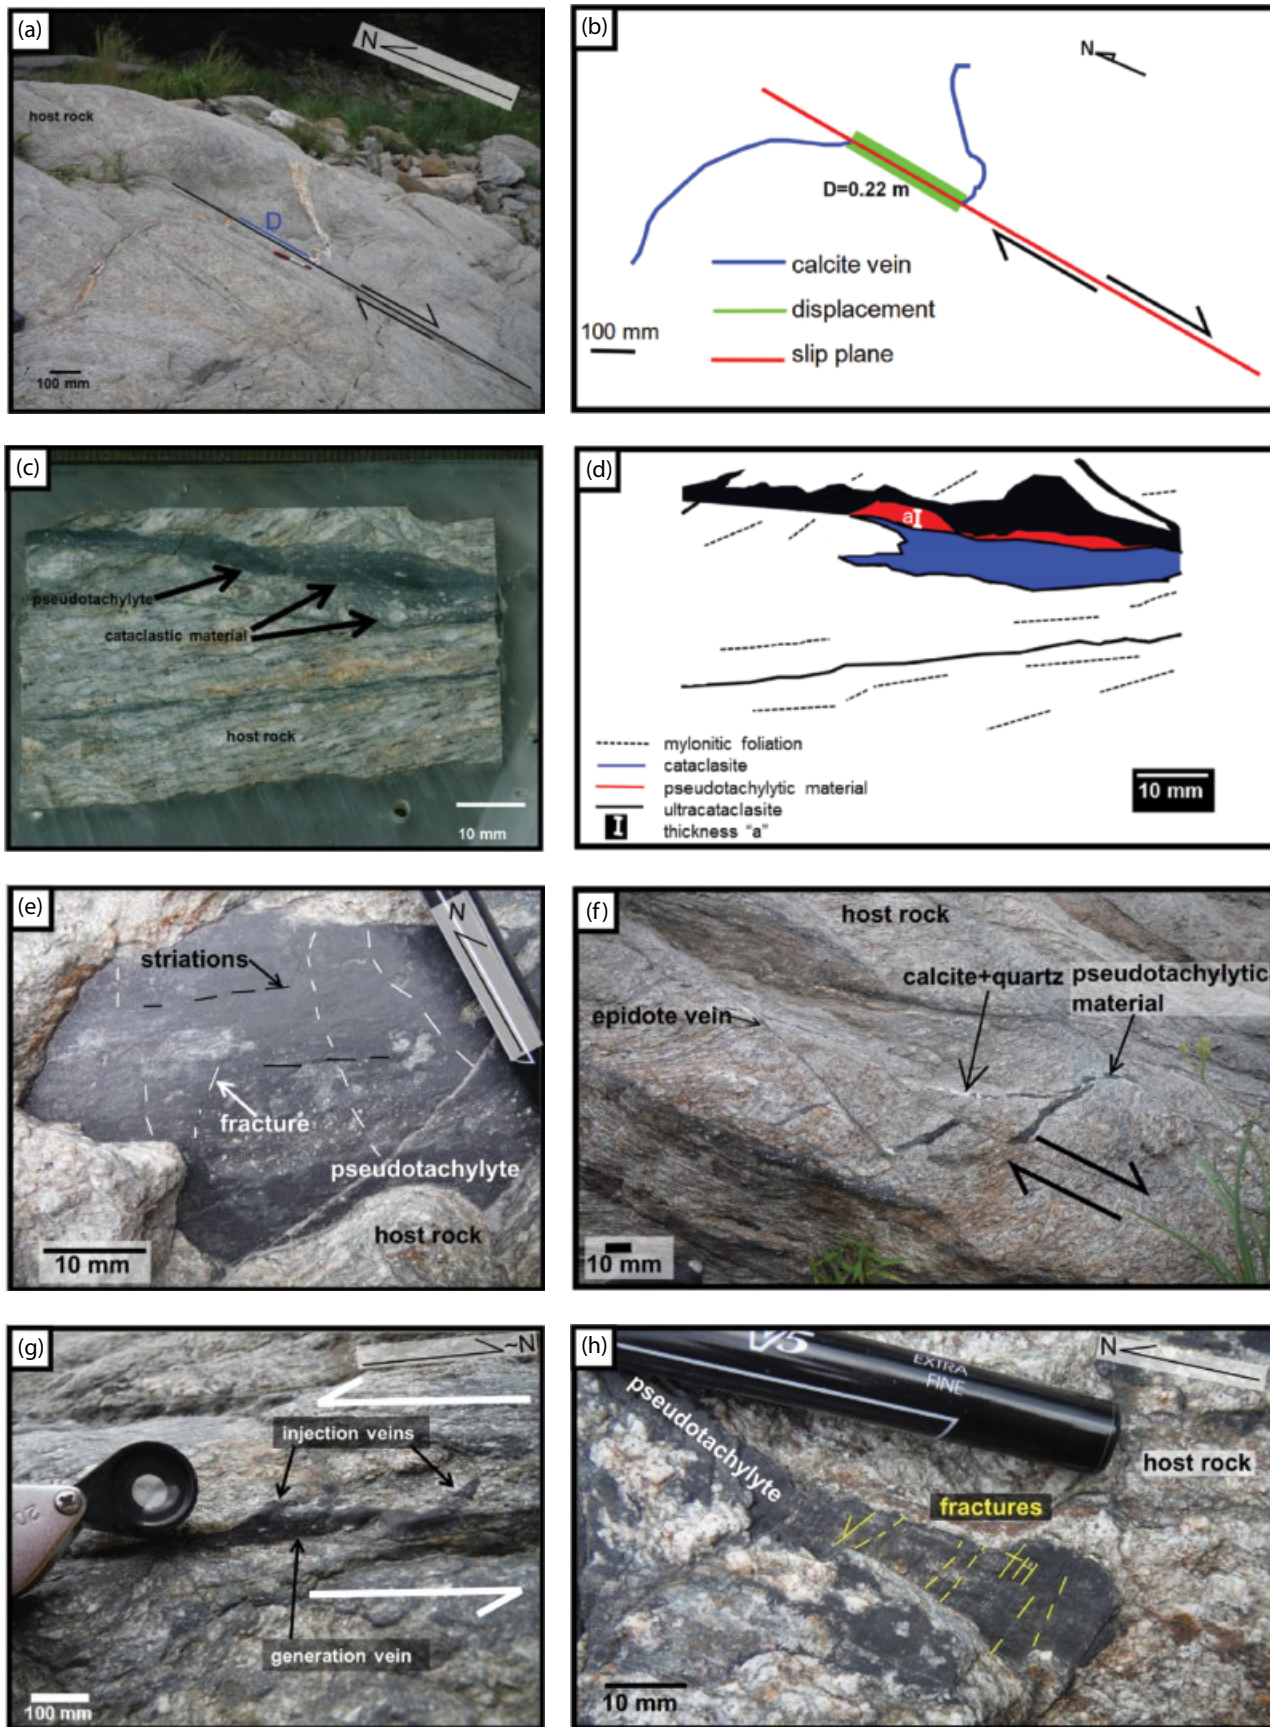 (a)
N
host rock
D
100 mm
(b)
N
D=0.22 m
calcite vein
displacement
slip plane
100 mm
(c)
pseudotachylyte
cataclastic material
host rock
10 mm
(d)
a
mylonitic foliation
cataclasite
pseudotachylytic material
ultracataclasite
thickness "a"
10 mm
(e)
N
striations
fracture
pseudotachylyte
host rock
10 mm
(f)
host rock
calcite+quartz
pseudotachylytic
material
epidote vein
10 mm
(g)
~N
injection veins
generation vein
100 mm
(h)
V5
EXTRA
FINE
N
pseudotachylyte
host rock
fractures
10 mm